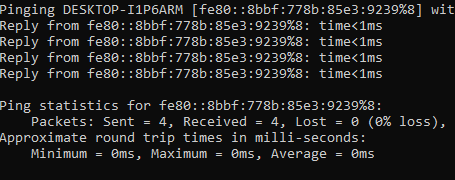 Pinging DESKTOP-I1P6ARM [fe80::8bbf:778b:85e3:9239%8] wit
Reply from fe80::8bbf:778b:85e3:9239%8: time<1ms
Reply from fe80::8bbf:778b:85e3:9239%8: time<1ms
Reply from fe80::8bbf:778b:85e3:9239%8: time<1ms
Reply from fe80::8bbf:778b:85e3:9239%8: time<1ms
Ping statistics for fe80::8bbf:778b:85e3:9239%8:
    Packets: Sent = 4, Received = 4, Lost = 0 (0% loss),
Approximate round trip times in milli-seconds:
    Minimum = 0ms, Maximum = 0ms, Average = 0ms